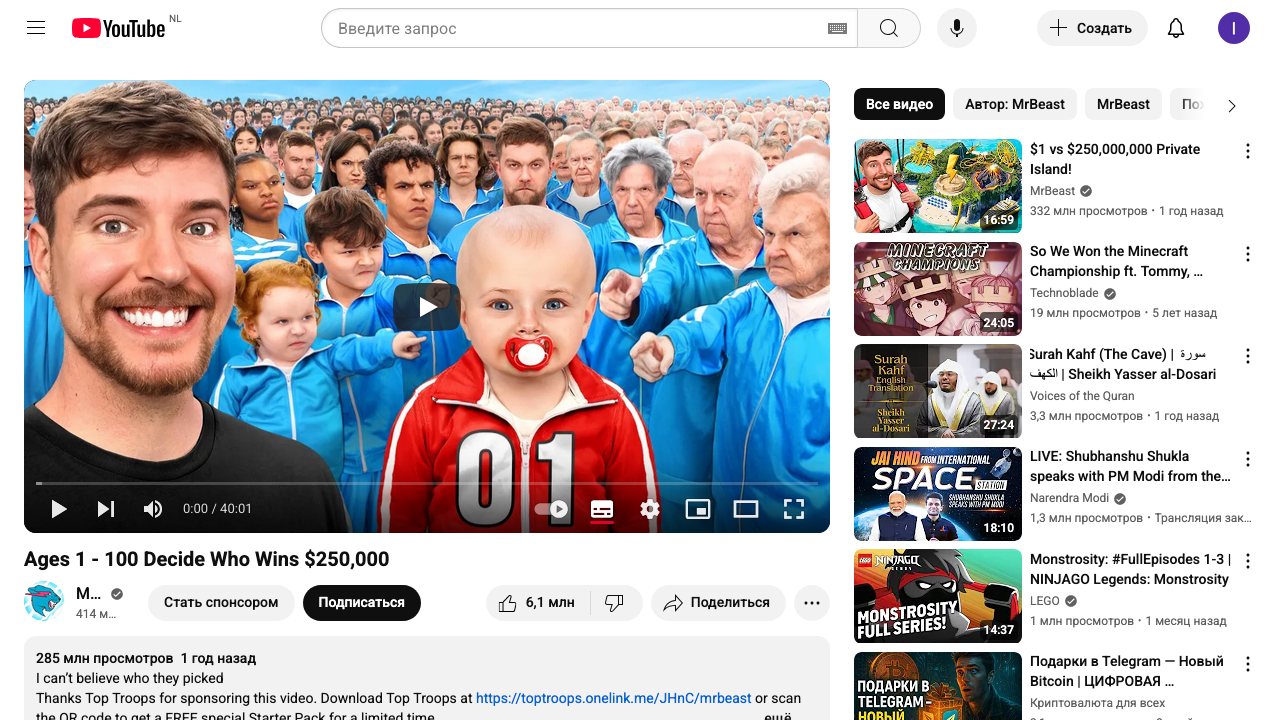 YouTube NL
Введите запрос
Создать
I
01
0:00 / 40:01
Ages 1 - 100 Decide Who Wins $250,000
M...
414 м...
Стать спонсором
Подписаться
6,1 млн
Поделиться
285 млн просмотров 1 год назад
I can't believe who they picked
Thanks Top Troops for sponsoring this video. Download Top Troops at https://toptroops.onelink.me/JHnC/mrbeast or scan
the QR code to get a FREE special Starter Pack for a limited time
ещё
Все видео
Автор: MrBeast
MrBeast
По
16:59
$1 vs $250,000,000 Private
Island!
MrBeast
332 млн просмотров • 1 год назад
MINECRAFT
CHAMPIONS
24:05
So We Won the Minecraft
Championship ft. Tommy, ...
Technoblade
19 млн просмотров • 5 лет назад
Surah
Kahf
English
Translation
Sheikh
Yasser
al-Dosari
27:24
Surah Kahf (The Cave) | سورة
الكهف | Sheikh Yasser al-Dosari
Voices of the Quran
3,3 млн просмотров • 1 год назад
JAI HIND FROM INTERNATIONAL
SPACE
STATION
SHUBHANSHU SHUKLA
SPEAKS WITH PM MODI
18:10
LIVE: Shubhanshu Shukla
speaks with PM Modi from the...
Narendra Modi
1,3 млн просмотров • Трансляция зак...
LEGO NINJAGO
MONSTROSITY
FULL SERIES!
14:37
Monstrosity: #FullEpisodes 1-3 |
NINJAGO Legends: Monstrosity
LEGO
1 млн просмотров • 1 месяц назад
ПОДАРКИ В
TELEGRAM -
НОВЫЙ
Подарки в Telegram — Новый
Bitcoin | ЦИФРОВАЯ ...
Криптовалюта для всех